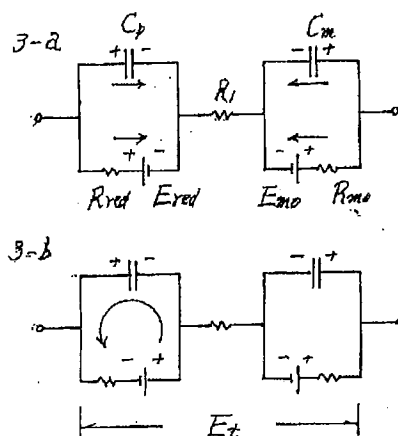 3-a
Cp Cm
+ - - +
R1
+ - - +
Rred Ered Emo Rmo
3-b
+ - - +
- + - +
Et